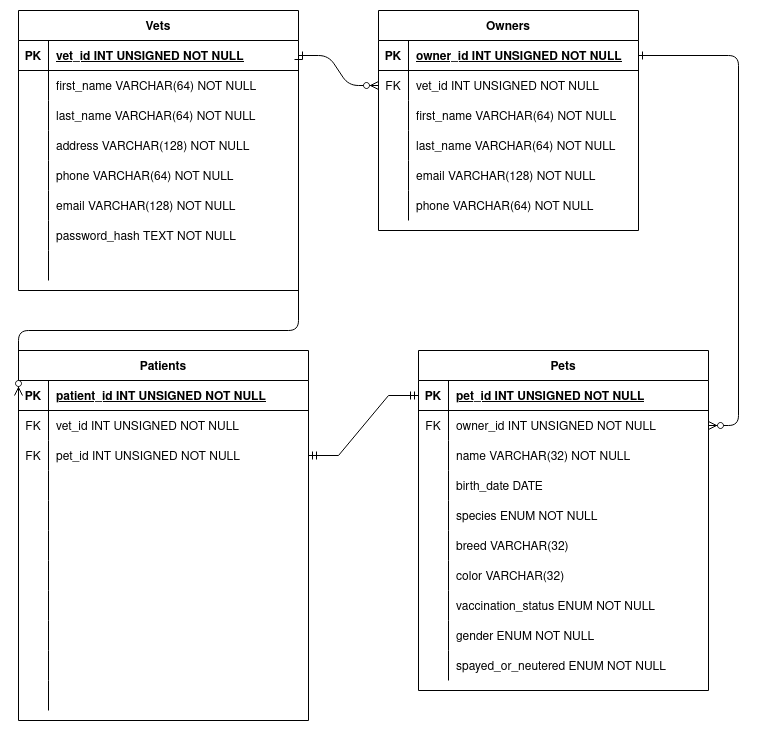 Vets
PK vet_id INT UNSIGNED NOT NULL
first_name VARCHAR(64) NOT NULL
last_name VARCHAR(64) NOT NULL
address VARCHAR(128) NOT NULL
phone VARCHAR(64) NOT NULL
email VARCHAR(128) NOT NULL
password_hash TEXT NOT NULL
Owners
PK owner_id INT UNSIGNED NOT NULL
FK vet_id INT UNSIGNED NOT NULL
first_name VARCHAR(64) NOT NULL
last_name VARCHAR(64) NOT NULL
email VARCHAR(128) NOT NULL
phone VARCHAR(64) NOT NULL
Patients
PK patient_id INT UNSIGNED NOT NULL
FK vet_id INT UNSIGNED NOT NULL
FK pet_id INT UNSIGNED NOT NULL
Pets
PK pet_id INT UNSIGNED NOT NULL
FK owner_id INT UNSIGNED NOT NULL
name VARCHAR(32) NOT NULL
birth_date DATE
species ENUM NOT NULL
breed VARCHAR(32)
color VARCHAR(32)
vaccination_status ENUM NOT NULL
gender ENUM NOT NULL
spayed_or_neutered ENUM NOT NULL